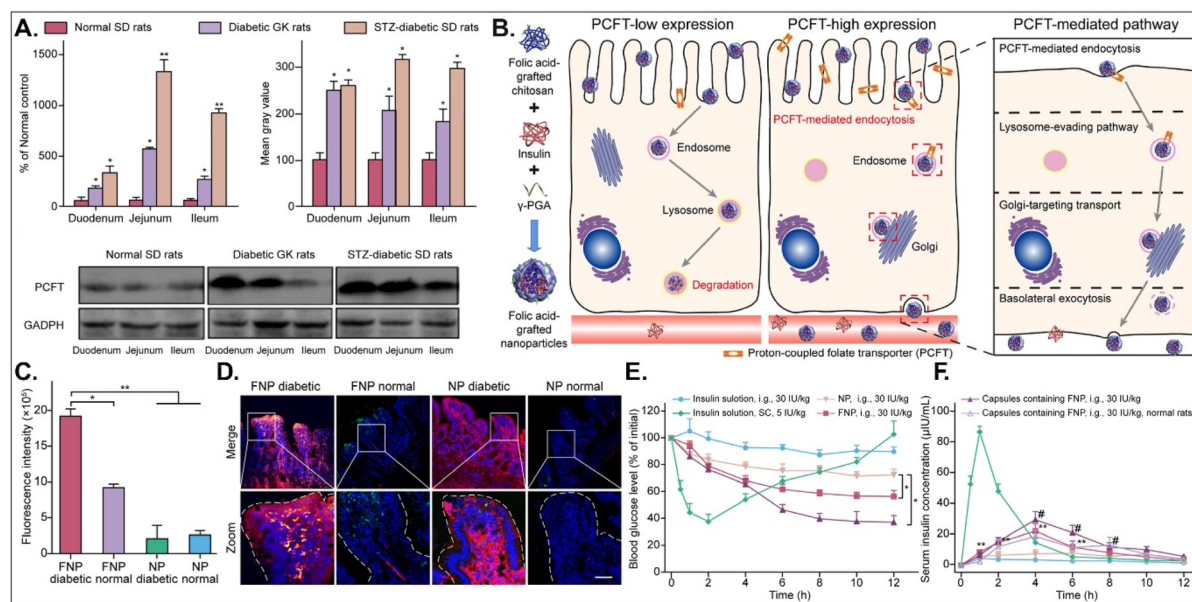 A.
Normal SD rats
Diabetic GK rats
STZ-diabetic SD rats
% of Normal control
1500
1000
500
0
*
*
*
*
**
*
**
Duodenum
Jejunum
Ileum
Mean gray value
400
300
200
100
0
*
*
*
*
*
*
Duodenum
Jejunum
Ileum
Normal SD rats
Diabetic GK rats
STZ-diabetic SD rats
PCFT
GADPH
Duodenum Jejunum Ileum
Duodenum Jejunum Ileum
Duodenum Jejunum Ileum
B.
Folic acid-
grafted
chitosan
+
Insulin
+
γ-PGA
Folic acid-
grafted
nanoparticles
PCFT-low expression
Endosome
Lysosome
Degradation
PCFT-high expression
PCFT-mediated endocytosis
Endosome
Golgi
PCFT-mediated pathway
PCFT-mediated endocytosis
Lysosome-evading pathway
Golgi-targeting transport
Basolateral exocytosis
Proton-coupled folate transporter (PCFT)
C.
Fluorescence intensity (×10⁵)
25
20
15
10
5
0
**
*
FNP diabetic
FNP normal
NP diabetic
NP normal
D.
FNP diabetic
FNP normal
NP diabetic
NP normal
Merge
Zoom
E.
Insulin sulotion, i.g., 30 IU/kg
Insulin solution, SC, 5 IU/kg
NP, i.g., 30 IU/kg
FNP, i.g., 30 IU/kg
Blood glucose level (% of initial)
120
100
80
60
40
20
0
*
*
0 2 4 6 8 10 12
Time (h)
F.
Capsules containing FNP, i.g., 30 IU/kg
Capsules containing FNP, i.g., 30 IU/kg, normal rats
Serum insulin concentration (μIU/mL)
100
80
60
40
20
0
**
**
#
**
#
**
#
0 2 4 6 8 10 12
Time (h)